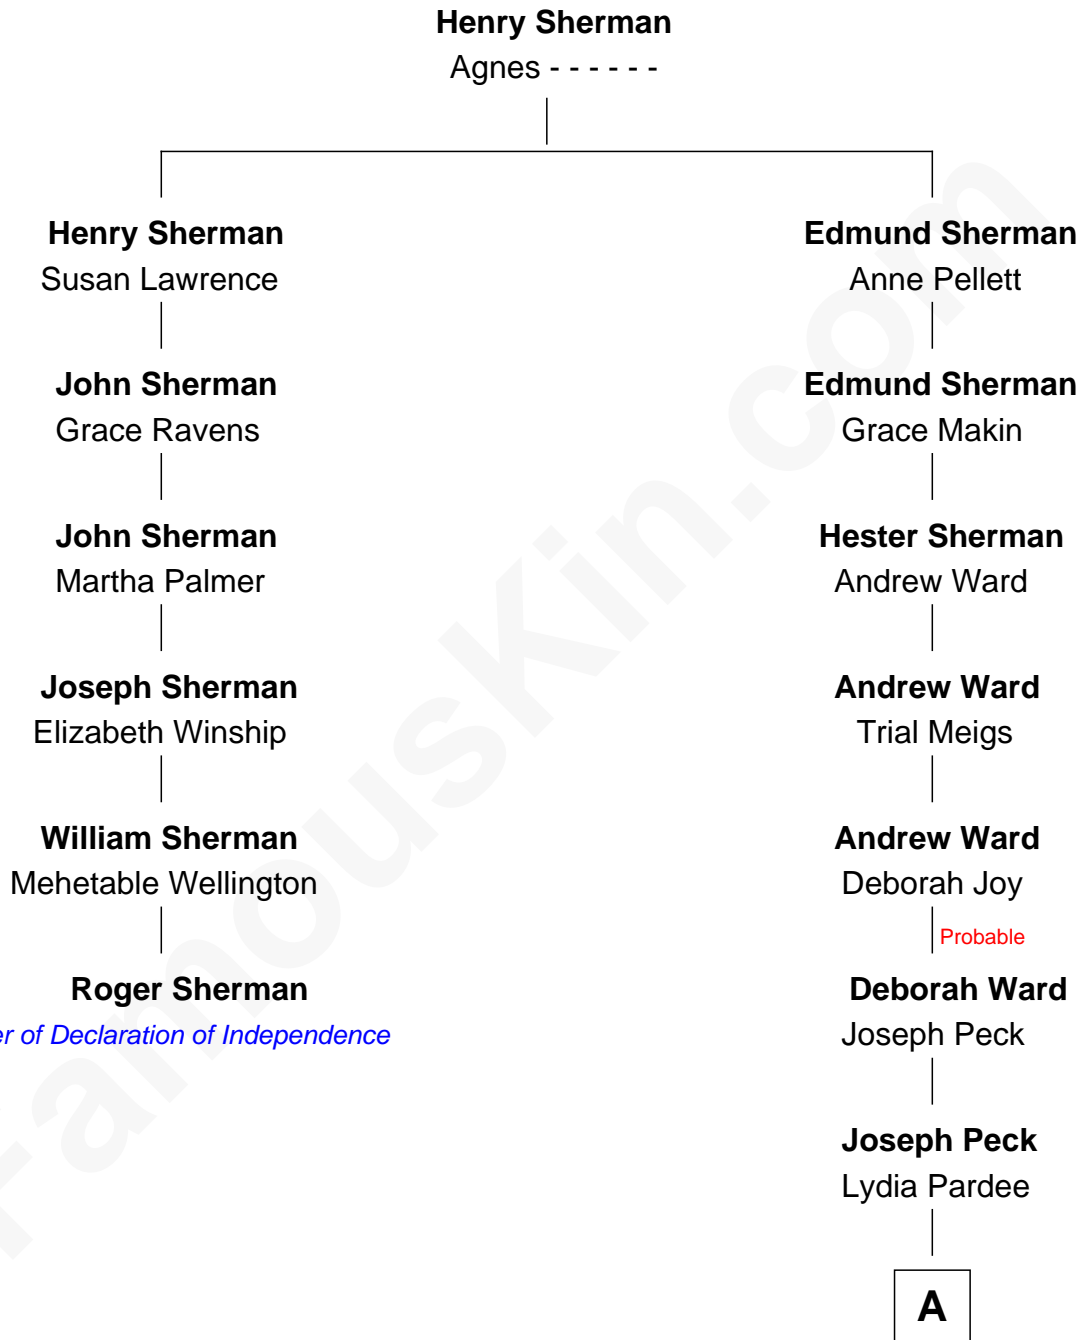 Henry Sherman
Agnes - - - - - -
Henry Sherman
Susan Lawrence
Edmund Sherman
Anne Pellett
John Sherman
Grace Ravens
Edmund Sherman
Grace Makin
John Sherman
Martha Palmer
Hester Sherman
Andrew Ward
Joseph Sherman
Elizabeth Winship
Andrew Ward
Trial Meigs
William Sherman
Mehetable Wellington
Andrew Ward
Deborah Joy
Probable
Roger Sherman
er of Declaration of Independence
Deborah Ward
Joseph Peck
Joseph Peck
Lydia Pardee
A
FamousKin.com